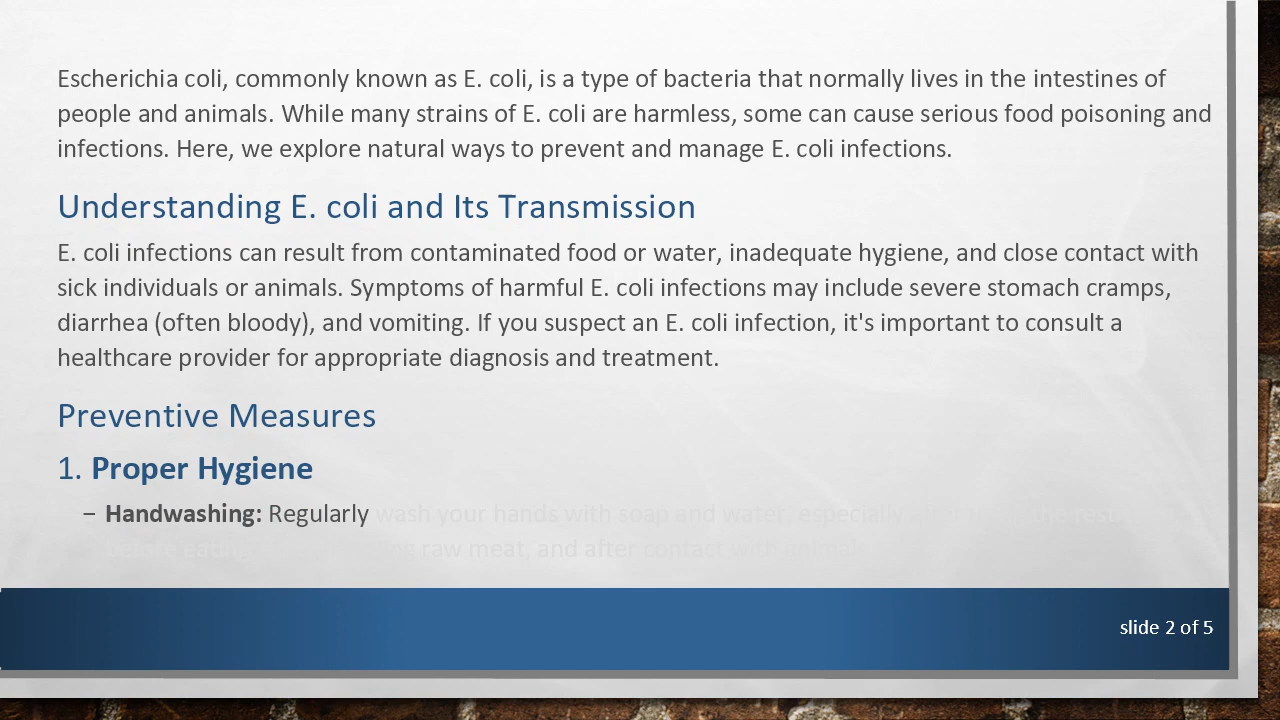 Escherichia coli, commonly known as E. coli, is a type of bacteria that normally lives in the intestines of
people and animals. While many strains of E. coli are harmless, some can cause serious food poisoning and
infections. Here, we explore natural ways to prevent and manage E. coli infections.
Understanding E. coli and Its Transmission
E. coli infections can result from contaminated food or water, inadequate hygiene, and close contact with
sick individuals or animals. Symptoms of harmful E. coli infections may include severe stomach cramps,
diarrhea (often bloody), and vomiting. If you suspect an E. coli infection, it's important to consult a
healthcare provider for appropriate diagnosis and treatment.
Preventive Measures
1. Proper Hygiene
− Handwashing: Regularly wash your hands with soap and water, especially the
before eating raw meat, and after contact with animals
slide 2 of 5